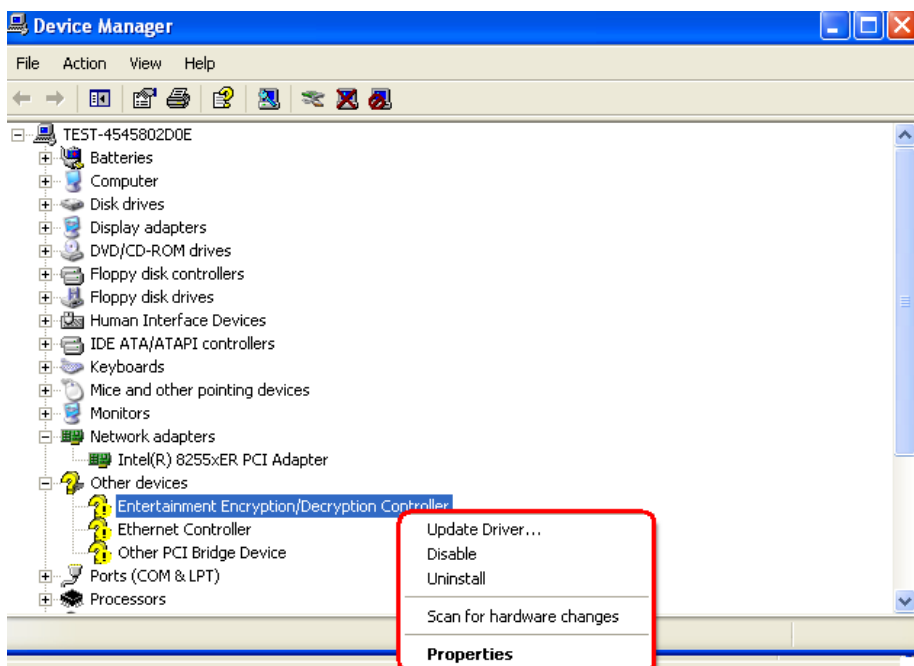 Device Manager
File Action View Help
TEST-4545802D0E
Batteries
Computer
Disk drives
Display adapters
DVD/CD-ROM drives
Floppy disk controllers
Floppy disk drives
Human Interface Devices
IDE ATA/ATAPI controllers
Keyboards
Mice and other pointing devices
Monitors
Network adapters
Intel(R) 8255xER PCI Adapter
Other devices
Entertainment Encryption/Decryption Controller
Ethernet Controller
Other PCI Bridge Device
Ports (COM & LPT)
Processors
Update Driver...
Disable
Uninstall
Scan for hardware changes
Properties